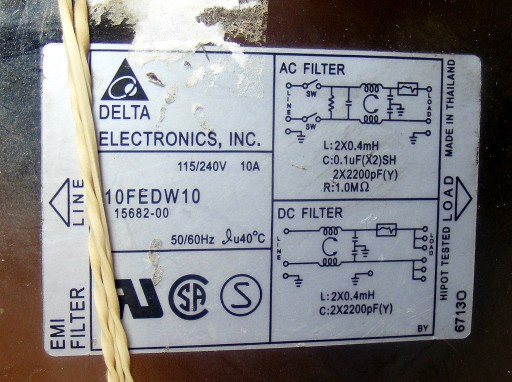 DELTA
ELECTRONICS, INC.
115/240V 10A
10FEDW10
15682-00
50/60Hz u40°C
SA
S
EMI
FILTER
LINE
AC FILTER
SW
SW
LINE
LOAD
L:2X0.4mH
C:0.1uF(X2)SH
2X2200pF(Y)
R:1.0MΩ
DC FILTER
LINE
LOAD
L:2X0.4mH
C:2X2200pF(Y)
BY
MADE IN THAILAND
LOAD
HIPOT TESTED
6713O